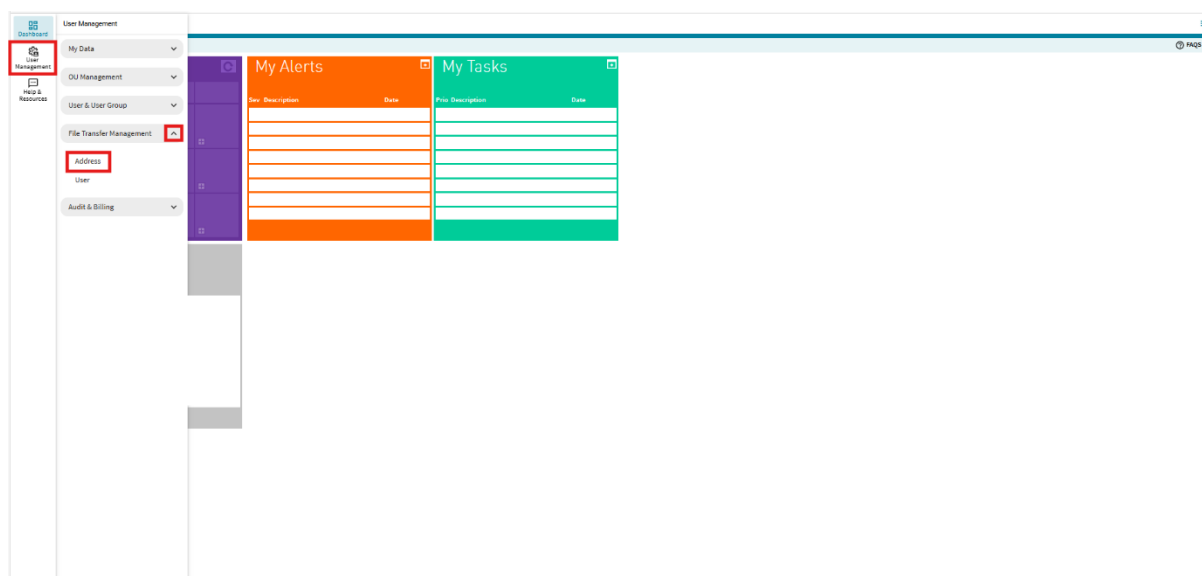 Dashboard
User
Management
Help &
Resources
User Management
My Data
OU Management
User & User Group
File Transfer Management
Address
User
Audit & Billing
FAQS
My Alerts
Sev Description Date
My Tasks
Prio Description Date